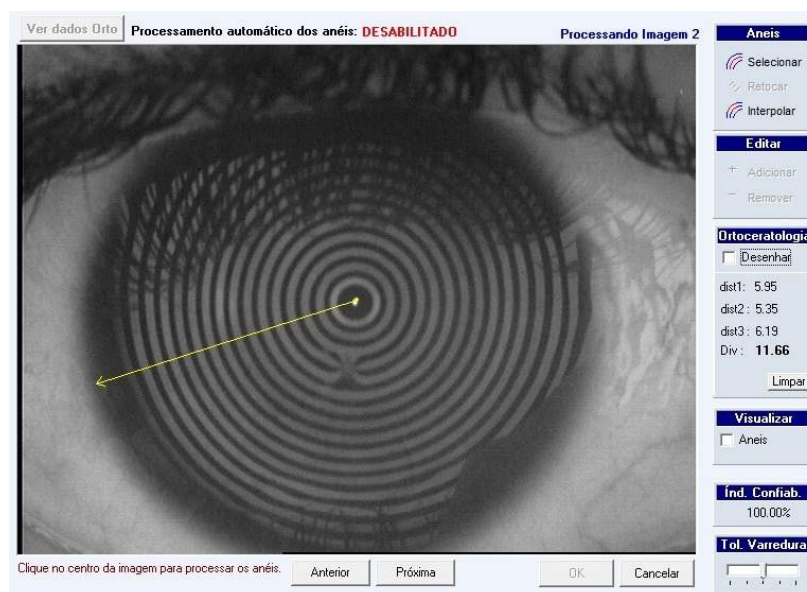 Ver dados Orto
Processamento automático dos anéis: DESABILITADO
Processando Imagem 2
Aneis
Selecionar
Retocar
Interpolar
Editar
+ Adicionar
- Remover
Ortoceratologia
Desenhar
dist1: 5.95
dist2 : 5.35
dist3 : 6.19
Div : 11.66
Limpar
Visualizar
Aneis
Índ. Confiab.
100.00%
Tol. Varredura
Clique no centro da imagem para processar os anéis.
Anterior
Próxima
OK
Cancelar